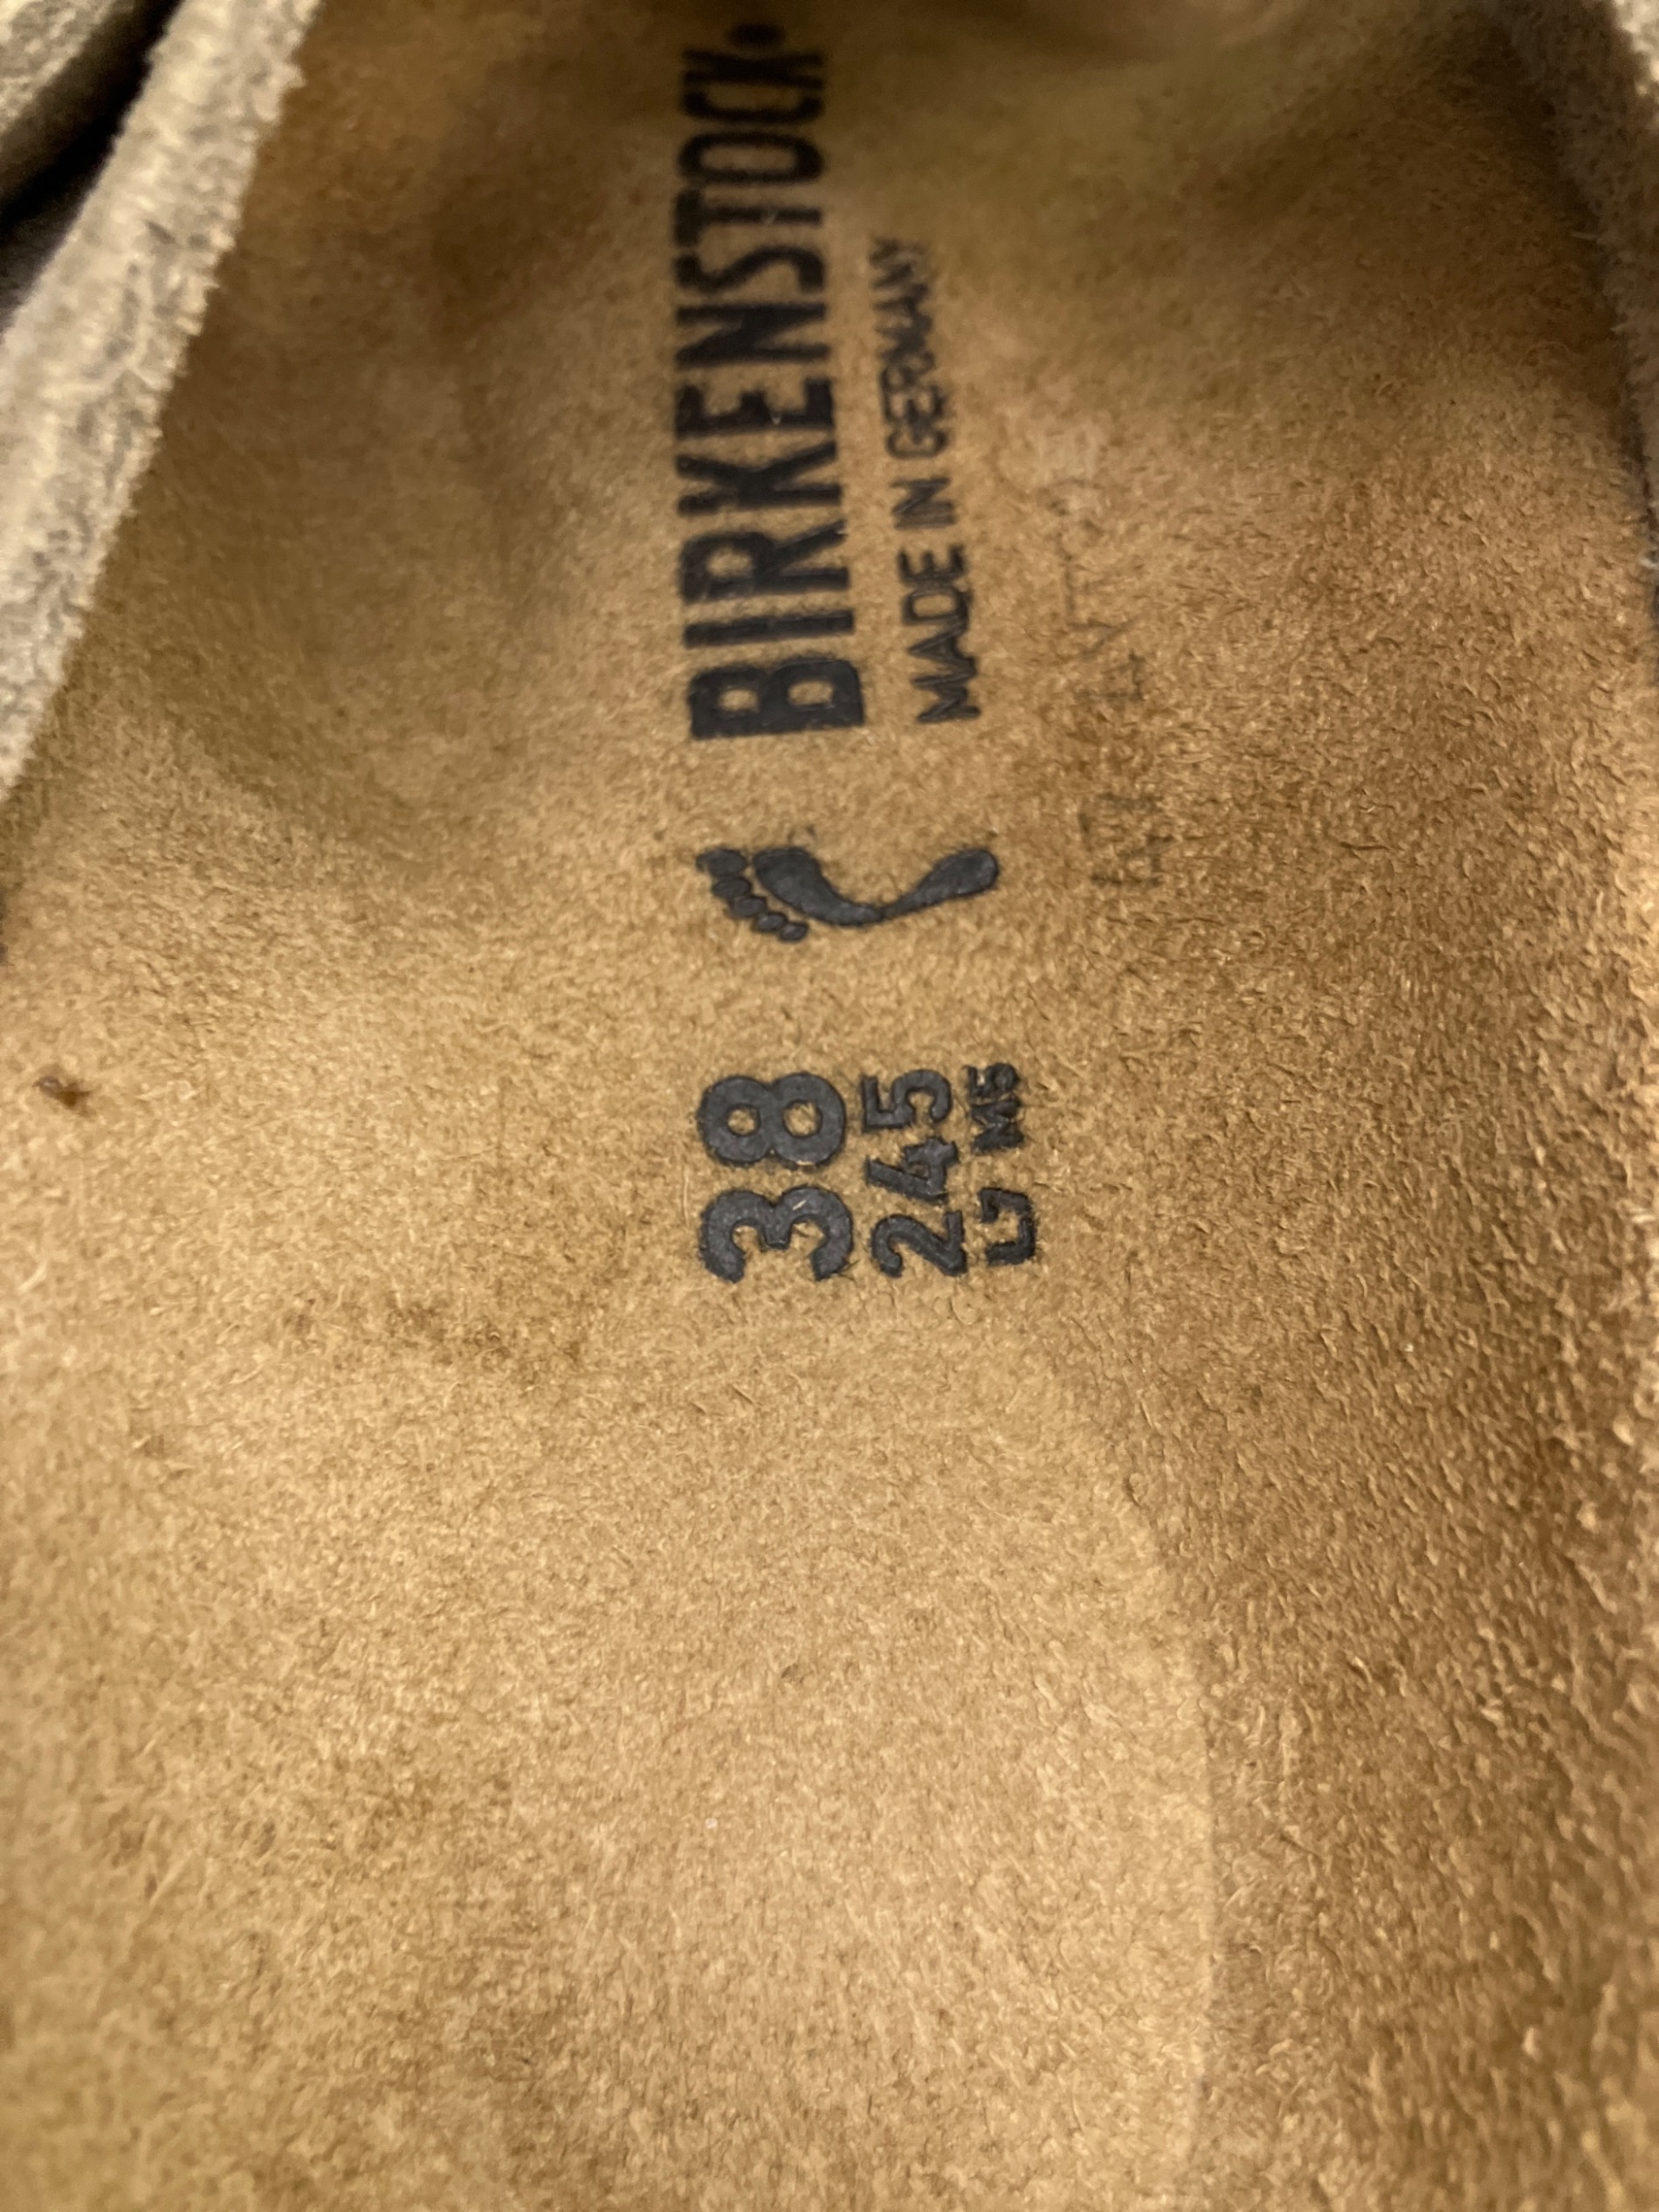 38
245
L7 M5
BIRKENSTOCK
MADE IN GERMANY